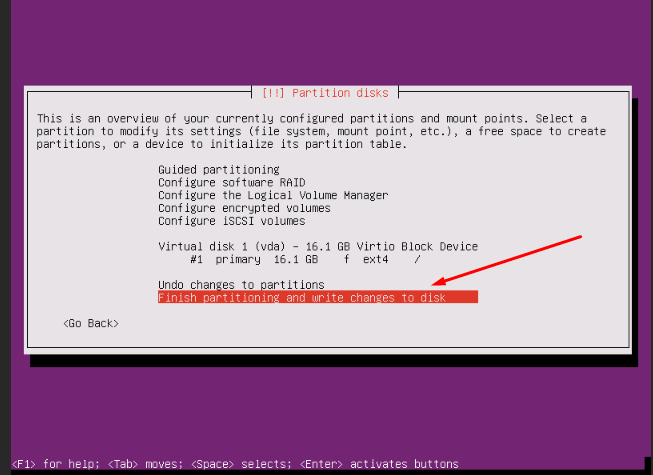 [!!] Partition disks
This is an overview of your currently configured partitions and mount points. Select a
partition to modify its settings (file system, mount point, etc.), a free space to create
partitions, or a device to initialize its partition table.
Guided partitioning
Configure software RAID
Configure the Logical Volume Manager
Configure encrypted volumes
Configure iSCSI volumes
Virtual disk 1 (vda) - 16.1 GB Virtio Block Device
#1 primary 16.1 GB f ext4 /
Undo changes to partitions
Finish partitioning and write changes to disk
<Go Back>
<F1> for help; <Tab> moves; <Space> selects; <Enter> activates buttons